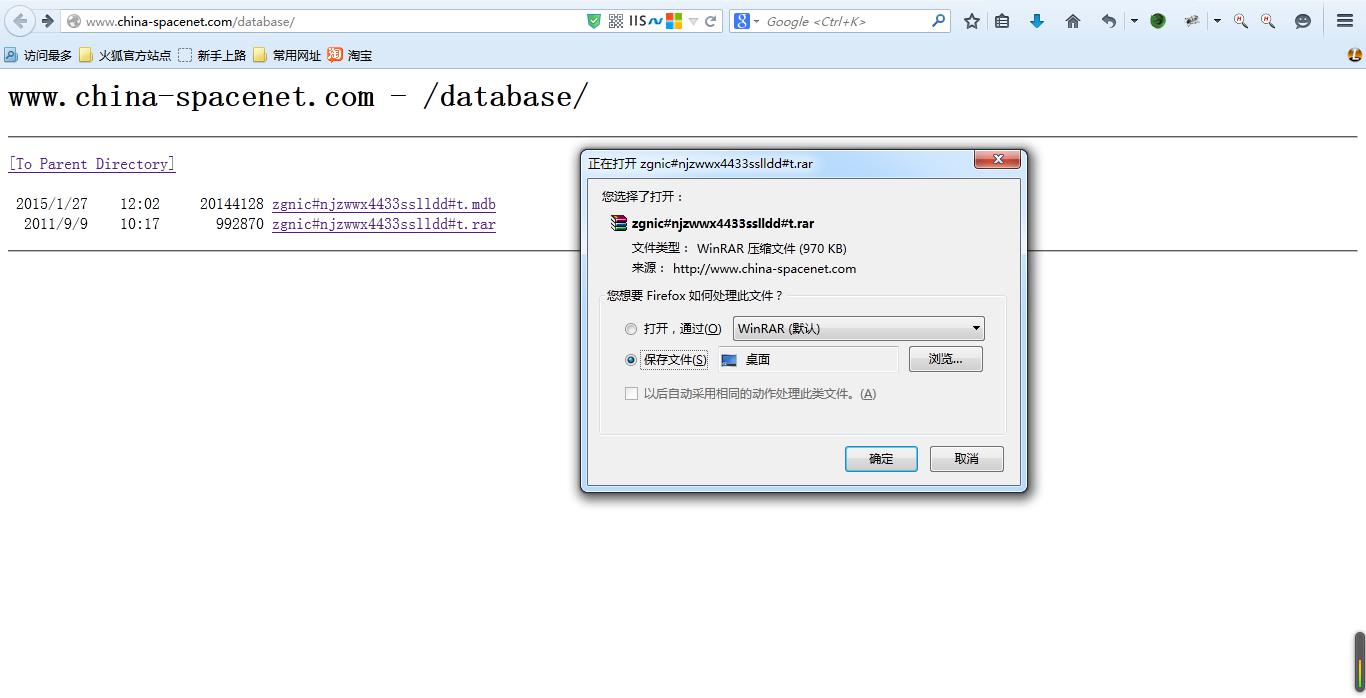 www.china-spacenet.com/database/
IIS
Google <Ctrl+K>
访问最多 火狐官方站点 新手上路 常用网址 淘宝
www.china-spacenet.com - /database/
[To Parent Directory]
2015/1/27 12:02 20144128 zgnic#njzwwx4433sslldd#t.mdb
2011/9/9 10:17 992870 zgnic#njzwwx4433sslldd#t.rar
正在打开 zgnic#njzwwx4433sslldd#t.rar
您选择了打开：
zgnic#njzwwx4433sslldd#t.rar
文件类型： WinRAR 压缩文件 (970 KB)
来源： http://www.china-spacenet.com
您想要 Firefox 如何处理此文件？
打开，通过(O) WinRAR (默认)
保存文件(S) 桌面 浏览...
以后自动采用相同的动作处理此类文件。(A)
确定 取消